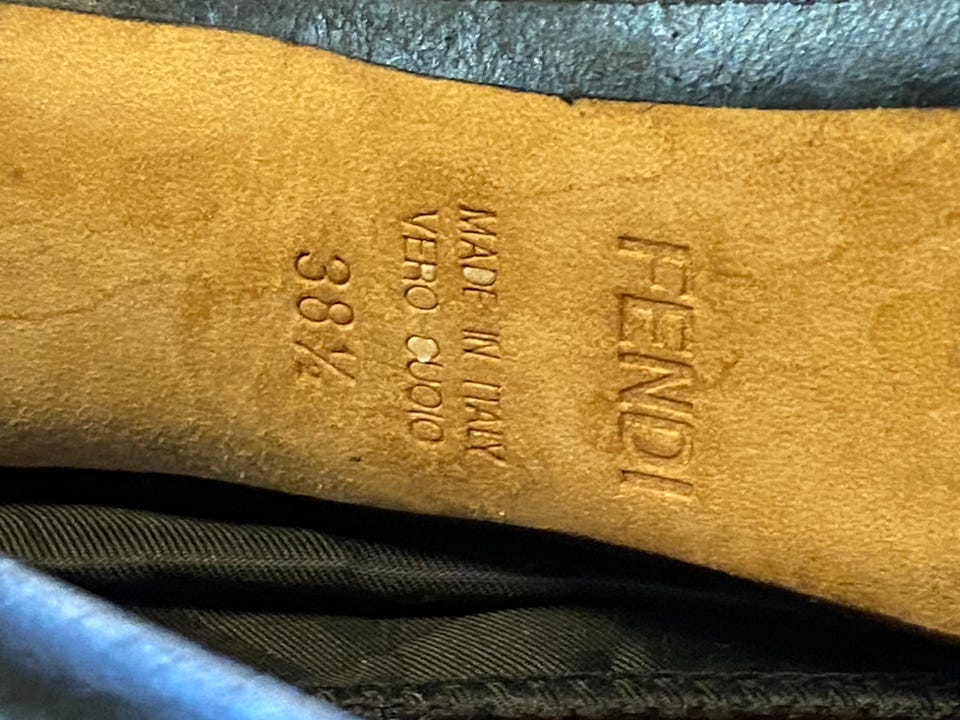 FENDI
MADE IN ITALY
VERO CUOIO
38½